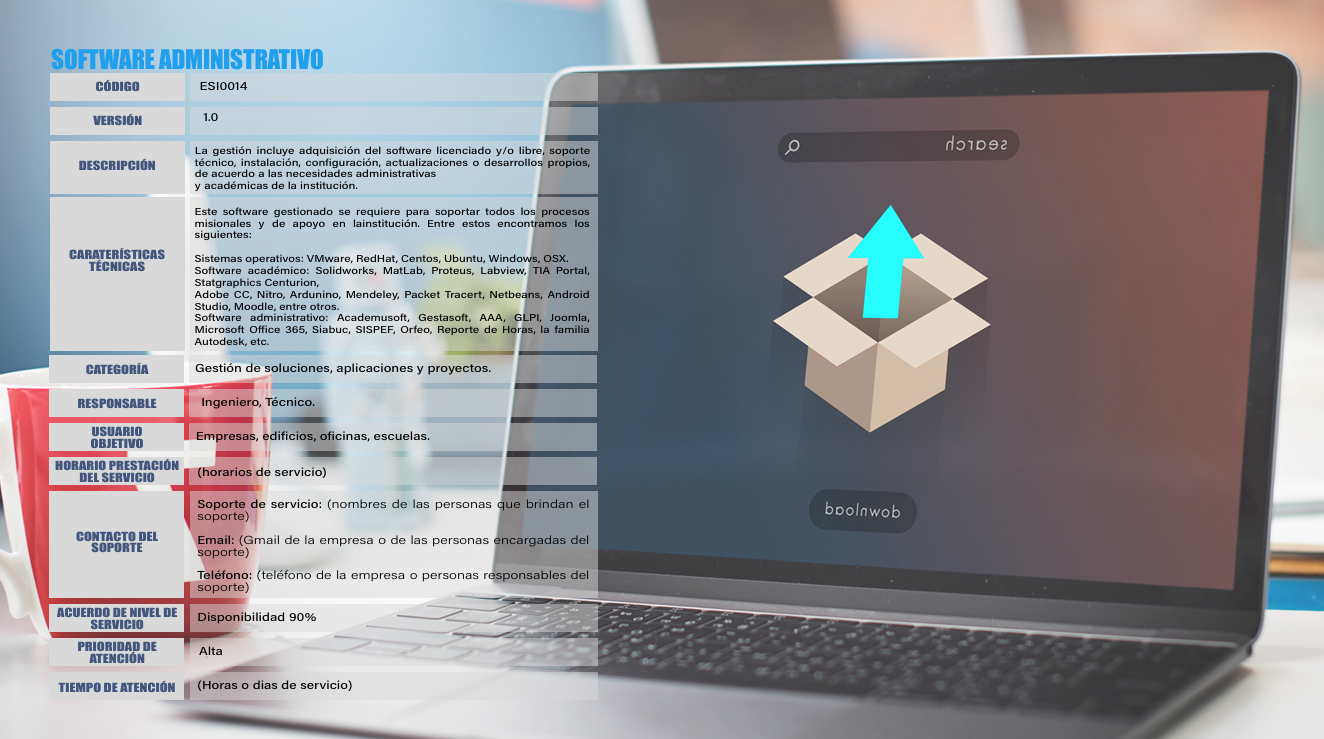 SOFTWARE ADMINISTRATIVO
CÓDIGO
ESI0014
VERSIÓN
1.0
DESCRIPCIÓN
La gestión incluye adquisición del software licenciado y/o libre, soporte
técnico, instalación, configuración, actualizaciones o desarrollos propios,
de acuerdo a las necesidades administrativas
y académicas de la institución.
CARATERÍSTICAS
TÉCNICAS
Este software gestionado se requiere para soportar todos los procesos
misionales y de apoyo en lainstitución. Entre estos encontramos los
siguientes:
Sistemas operativos: VMware, RedHat, Centos, Ubuntu, Windows, OSX.
Software académico: Solidworks, MatLab, Proteus, Labview, TIA Portal,
Statgraphics Centurion,
Adobe CC, Nitro, Ardunino, Mendeley, Packet Tracert, Netbeans, Android
Studio, Moodle, entre otros.
Software administrativo: Academusoft, Gestasoft, AAA, GLPI, Joomla,
Microsoft Office 365, Siabuc, SISPEF, Orfeo, Reporte de Horas, la familia
Autodesk, etc.
CATEGORÍA
Gestión de soluciones, aplicaciones y proyectos.
RESPONSABLE
Ingeniero, Técnico.
USUARIO
OBJETIVO
Empresas, edificios, oficinas, escuelas.
HORARIO PRESTACIÓN
DEL SERVICIO
(horarios de servicio)
CONTACTO DEL
SOPORTE
Soporte de servicio: (nombres de las personas que brindan el
soporte)
Email: (Gmail de la empresa o de las personas encargadas del
soporte)
Teléfono: (teléfono de la empresa o personas responsables del
soporte)
ACUERDO DE NIVEL DE
SERVICIO
Disponibilidad 90%
PRIORIDAD DE
ATENCIÓN
Alta
TIEMPO DE ATENCIÓN
(Horas o dias de servicio)
search
download